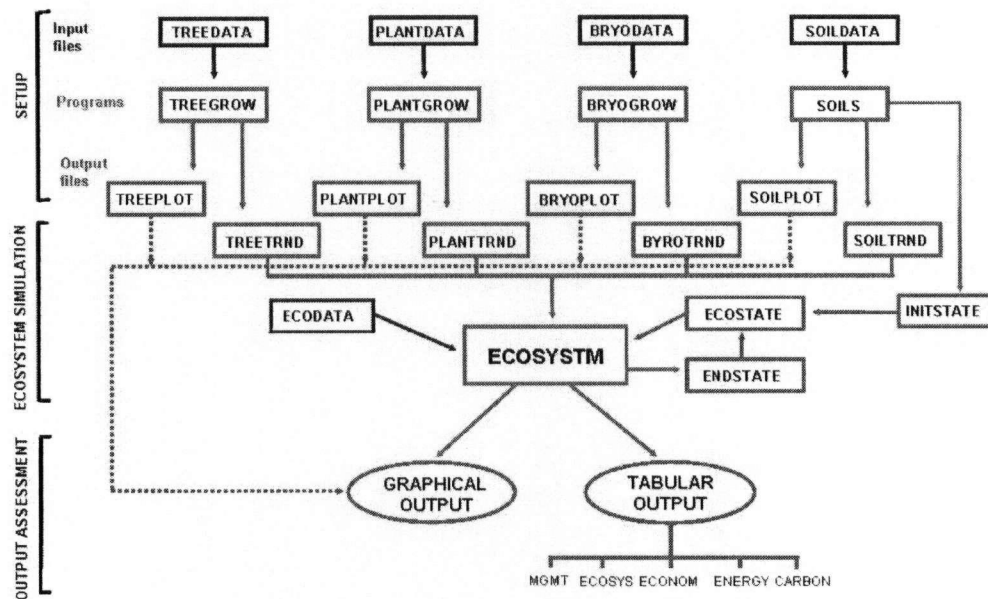 SETUP
Input files
TREEDATA
PLANTDATA
BRYODATA
SOILDATA
Programs
TREEGROW
PLANTGROW
BRYOGROW
SOILS
Output files
TREEPLOT
PLANTPLOT
BRYOPLOT
SOILPLOT
ECOSYSTEM SIMULATION
TREETRND
PLANTTRND
BYROTRND
SOILTRND
ECODATA
ECOSTATE
INITSTATE
ECOSYSTM
ENDSTATE
OUTPUT ASSESSMENT
GRAPHICAL
OUTPUT
TABULAR
OUTPUT
MGMT
ECOSYS
ECONOM
ENERGY
CARBON